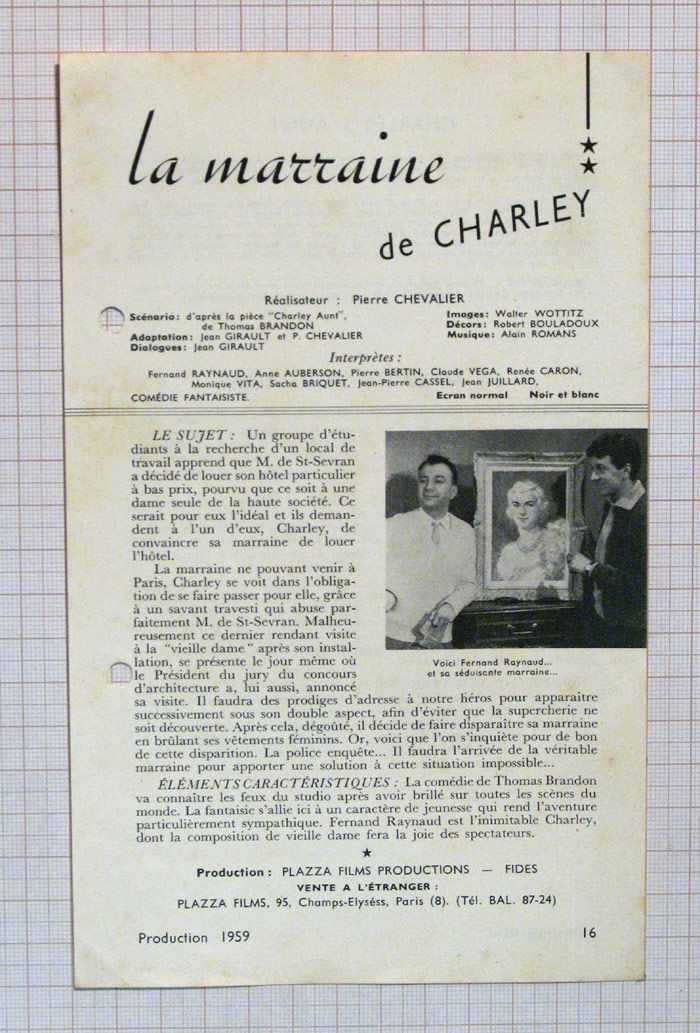 la marraine
de CHARLEY
Réalisateur : Pierre CHEVALIER
Scénario : d'après la pièce "Charley Aunt",
de Thomas BRANDON
Adaptation : Jean GIRAULT et P. CHEVALIER
Dialogues : Jean GIRAULT
Images : Walter WOTTITZ
Décors : Robert BOULADOUX
Musique : Alain ROMANS
Interprètes :
Fernand RAYNAUD, Anne AUBERSON, Pierre BERTIN, Claude VEGA, Renée CARON,
Monique VITA, Sacha BRIQUET, Jean-Pierre CASSEL, Jean JUILLARD,
COMÉDIE FANTAISISTE. Ecran normal Noir et blanc
LE SUJET : Un groupe d'étu-
diants à la recherche d'un local de
travail apprend que M. de St-Sevran
a décidé de louer son hôtel particulier
à bas prix, pourvu que ce soit à une
dame seule de la haute société. Ce
serait pour eux l'idéal et ils deman-
dent à l'un d'eux, Charley, de
convaincre sa marraine de louer
l'hôtel.
La marraine ne pouvant venir à
Paris, Charley se voit dans l'obliga-
tion de se faire passer pour elle, grâce
à un savant travesti qui abuse par-
faitement M. de St-Sevran. Malheu-
reusement ce dernier rendant visite
à la "vieille dame" après son instal-
lation, se présente le jour même où
le Président du jury du concours
d'architecture a, lui aussi, annoncé
sa visite. Il faudra des prodiges d'adresse à notre héros pour apparaître
successivement sous son double aspect, afin d'éviter que la supercherie ne
soit découverte. Après cela, dégoûté, il décide de faire disparaître sa marraine
en brûlant ses vêtements féminins. Or, voici que l'on s'inquiète pour de bon
de cette disparition. La police enquête... Il faudra l'arrivée de la véritable
marraine pour apporter une solution à cette situation impossible...
Voici Fernand Raynaud...
et sa séduisante marraine...
ÉLÉMENTS CARACTÉRISTIQUES : La comédie de Thomas Brandon
va connaître les feux du studio après avoir brillé sur toutes les scènes du
monde. La fantaisie s'allie ici à un caractère de jeunesse qui rend l'aventure
particulièrement sympathique. Fernand Raynaud est l'inimitable Charley,
dont la composition de vieille dame fera la joie des spectateurs.
Production : PLAZZA FILMS PRODUCTIONS — FIDES
VENTE A L'ÉTRANGER :
PLAZZA FILMS, 95, Champs-Elyséss, Paris (8). (Tél. BAL. 87-24)
Production 1959 16